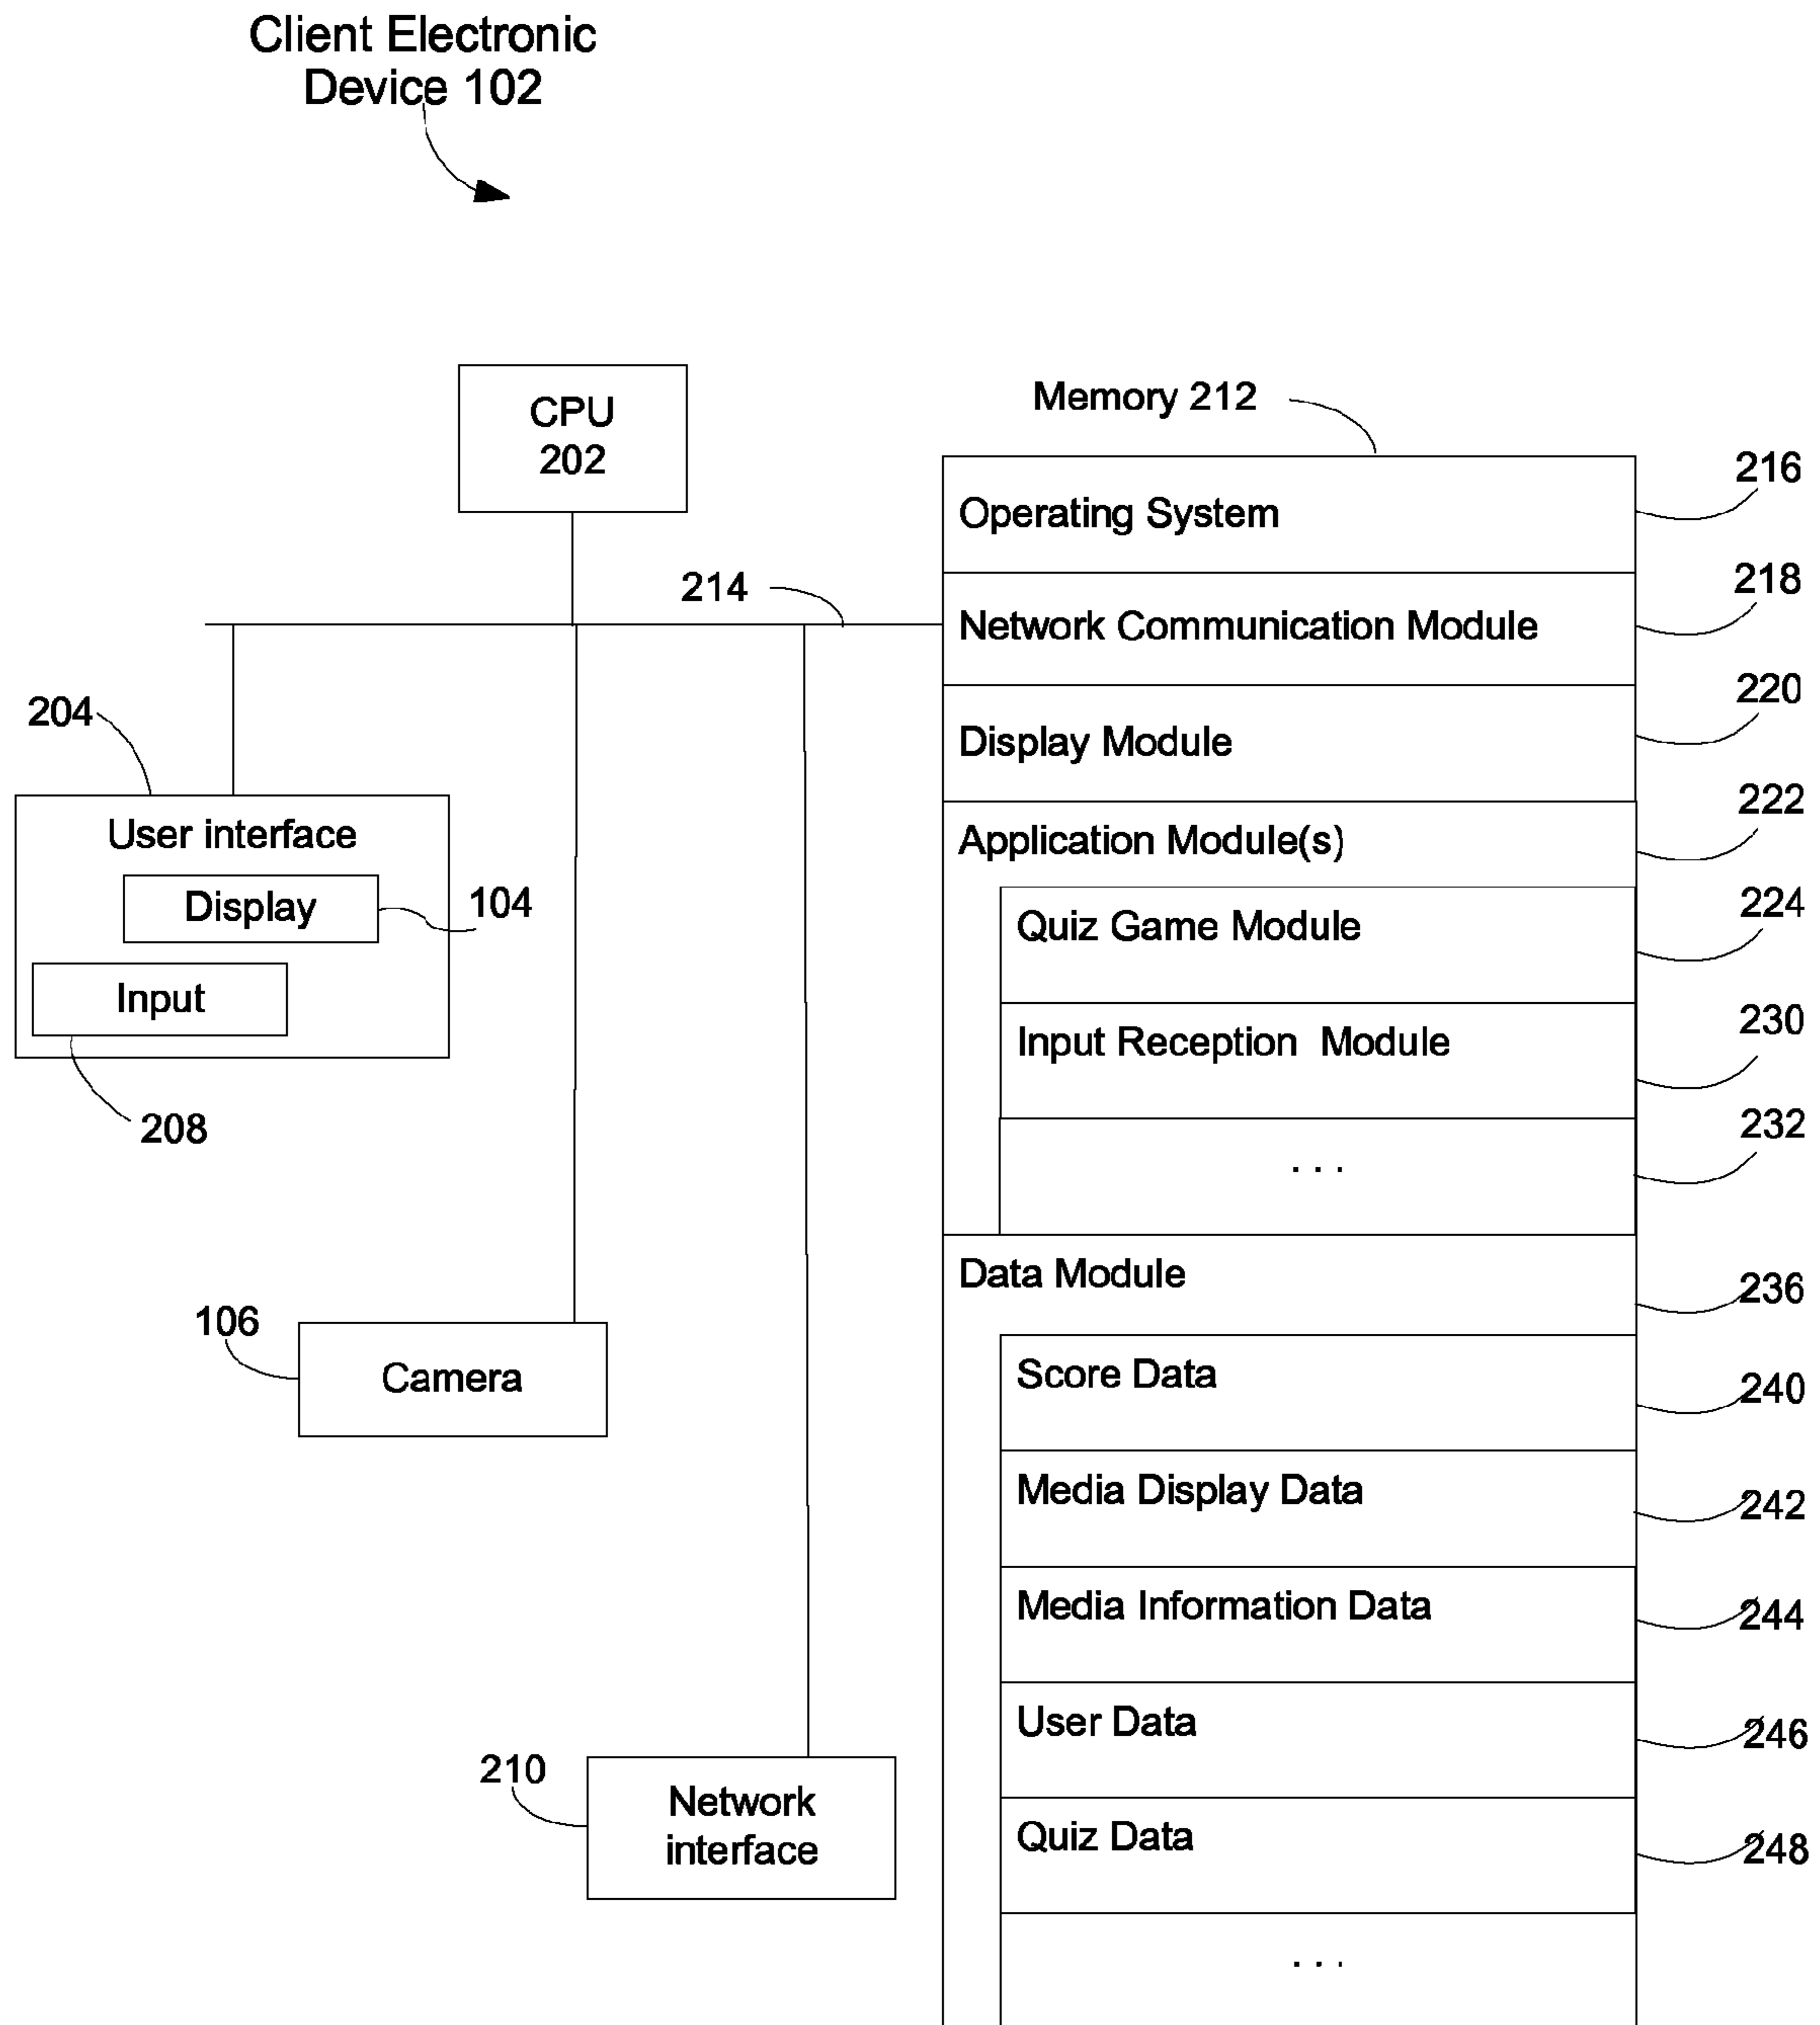 Client Electronic
Device 102
CPU
202
Memory 212
216
Operating System
214
218
Network Communication Module
204
220
Display Module
User interface
Display
104
Input
208
222
Application Module(s)
224
Quiz Game Module
230
Input Reception Module
232
. . .
Data Module
236
106
Camera
Score Data
240
Media Display Data
242
Media Information Data
244
210
Network
interface
User Data
246
Quiz Data
248
. . .